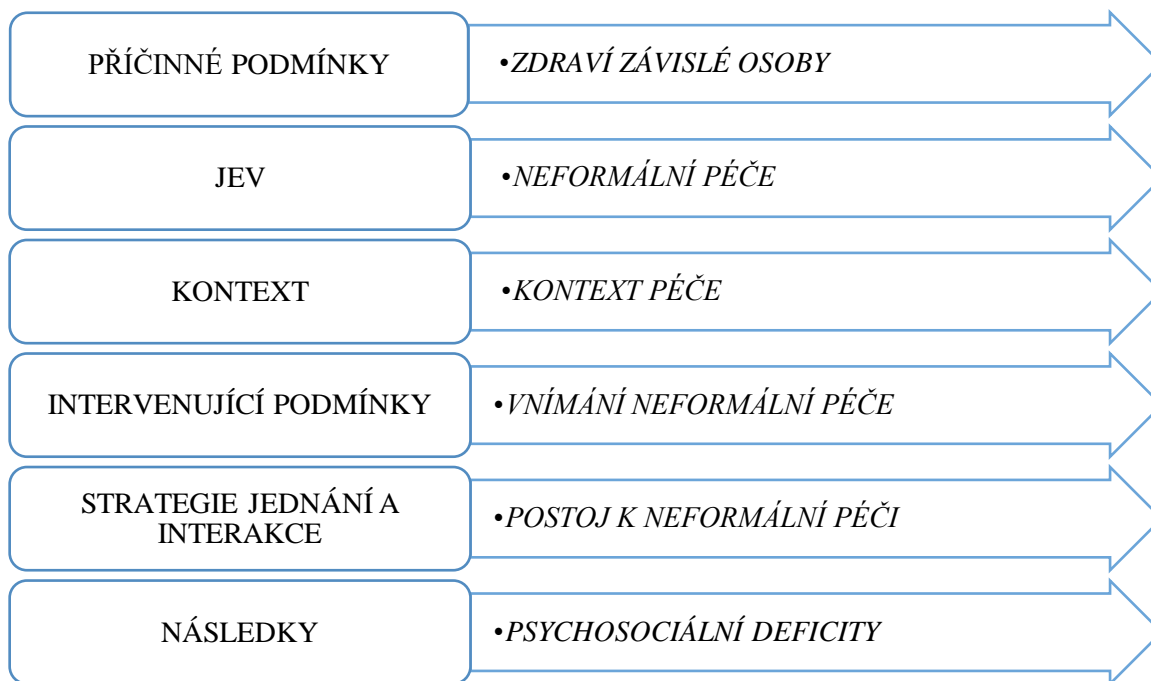 PŘÍČINNÉ PODMÍNKY
•ZDRAVÍ ZÁVISLÉ OSOBY
JEV
•NEFORMÁLNÍ PÉČE
KONTEXT
•KONTEXT PÉČE
INTERVENUJÍCÍ PODMÍNKY
•VNÍMÁNÍ NEFORMÁLNÍ PÉČE
STRATEGIE JEDNÁNÍ A
INTERAKCE
•POSTOJ K NEFORMÁLNÍ PÉČI
NÁSLEDKY
•PSYCHOSOCIÁLNÍ DEFICITY